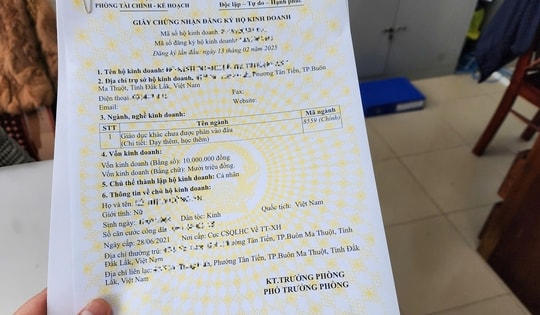 PHÒNG TÀI CHÍNH - KẾ HOẠCH
Độc lập - Tự do - Hạnh phúc
GIẤY CHỨNG NHẬN ĐĂNG KÝ HỘ KINH DOANH
Mã số hộ kinh doanh:
Mã số đăng ký hộ kinh doanh:
Đăng ký lần đầu: ngày 13 tháng 02 năm 2025
1. Tên hộ kinh doanh:
2. Địa chỉ trụ sở hộ kinh doanh: Phường Tân Tiến, TP.Buôn
Ma Thuột, Tỉnh Đắk Lắk, Việt Nam
Điện thoại: Fax:
Email: Website:
3. Ngành, nghề kinh doanh:
STT Tên ngành Mã ngành
1 Giáo dục khác chưa được phân vào đâu 8559 (Chính)
(Chi tiết: Dạy thêm, học thêm)
4. Vốn kinh doanh:
Vốn kinh doanh (Bằng số): 10.000.000 đồng
Vốn kinh doanh (Bằng chữ): Mười triệu đồng.
5. Chủ thể thành lập hộ kinh doanh: Cá nhân
6. Thông tin về chủ hộ kinh doanh:
Họ và tên:
Giới tính: Nữ
Sinh ngày: Dân tộc: Kinh Quốc tịch: Việt Nam
Số căn cước công dân
Ngày cấp: 28/06/2021 Nơi cấp: Cục CSQLHC VỀ TT-XH
Địa chỉ thường trú: Phường Tân Tiến, TP.Buôn Ma Thuột, Tỉnh Đắk
Lắk, Việt Nam
Địa chỉ liên lạc: Phường Tân Tiến, TP.Buôn Ma Thuột, Tỉnh Đắk
Lắk, Việt Nam
KT.TRƯỞNG PHÒNG
PHÓ TRƯỞNG PHÒNG